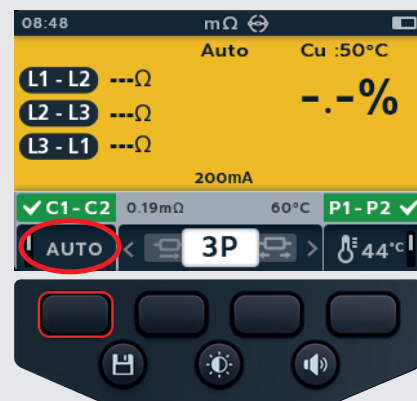 08:48 mΩ
Auto Cu :50°C
L1 - L2 ---Ω
-.-%
L2 - L3 ---Ω
L3 - L1 ---Ω
200mA
✓ C1-C2 0.19mΩ 60°C P1-P2 ✓
AUTO < 3P > 44°C